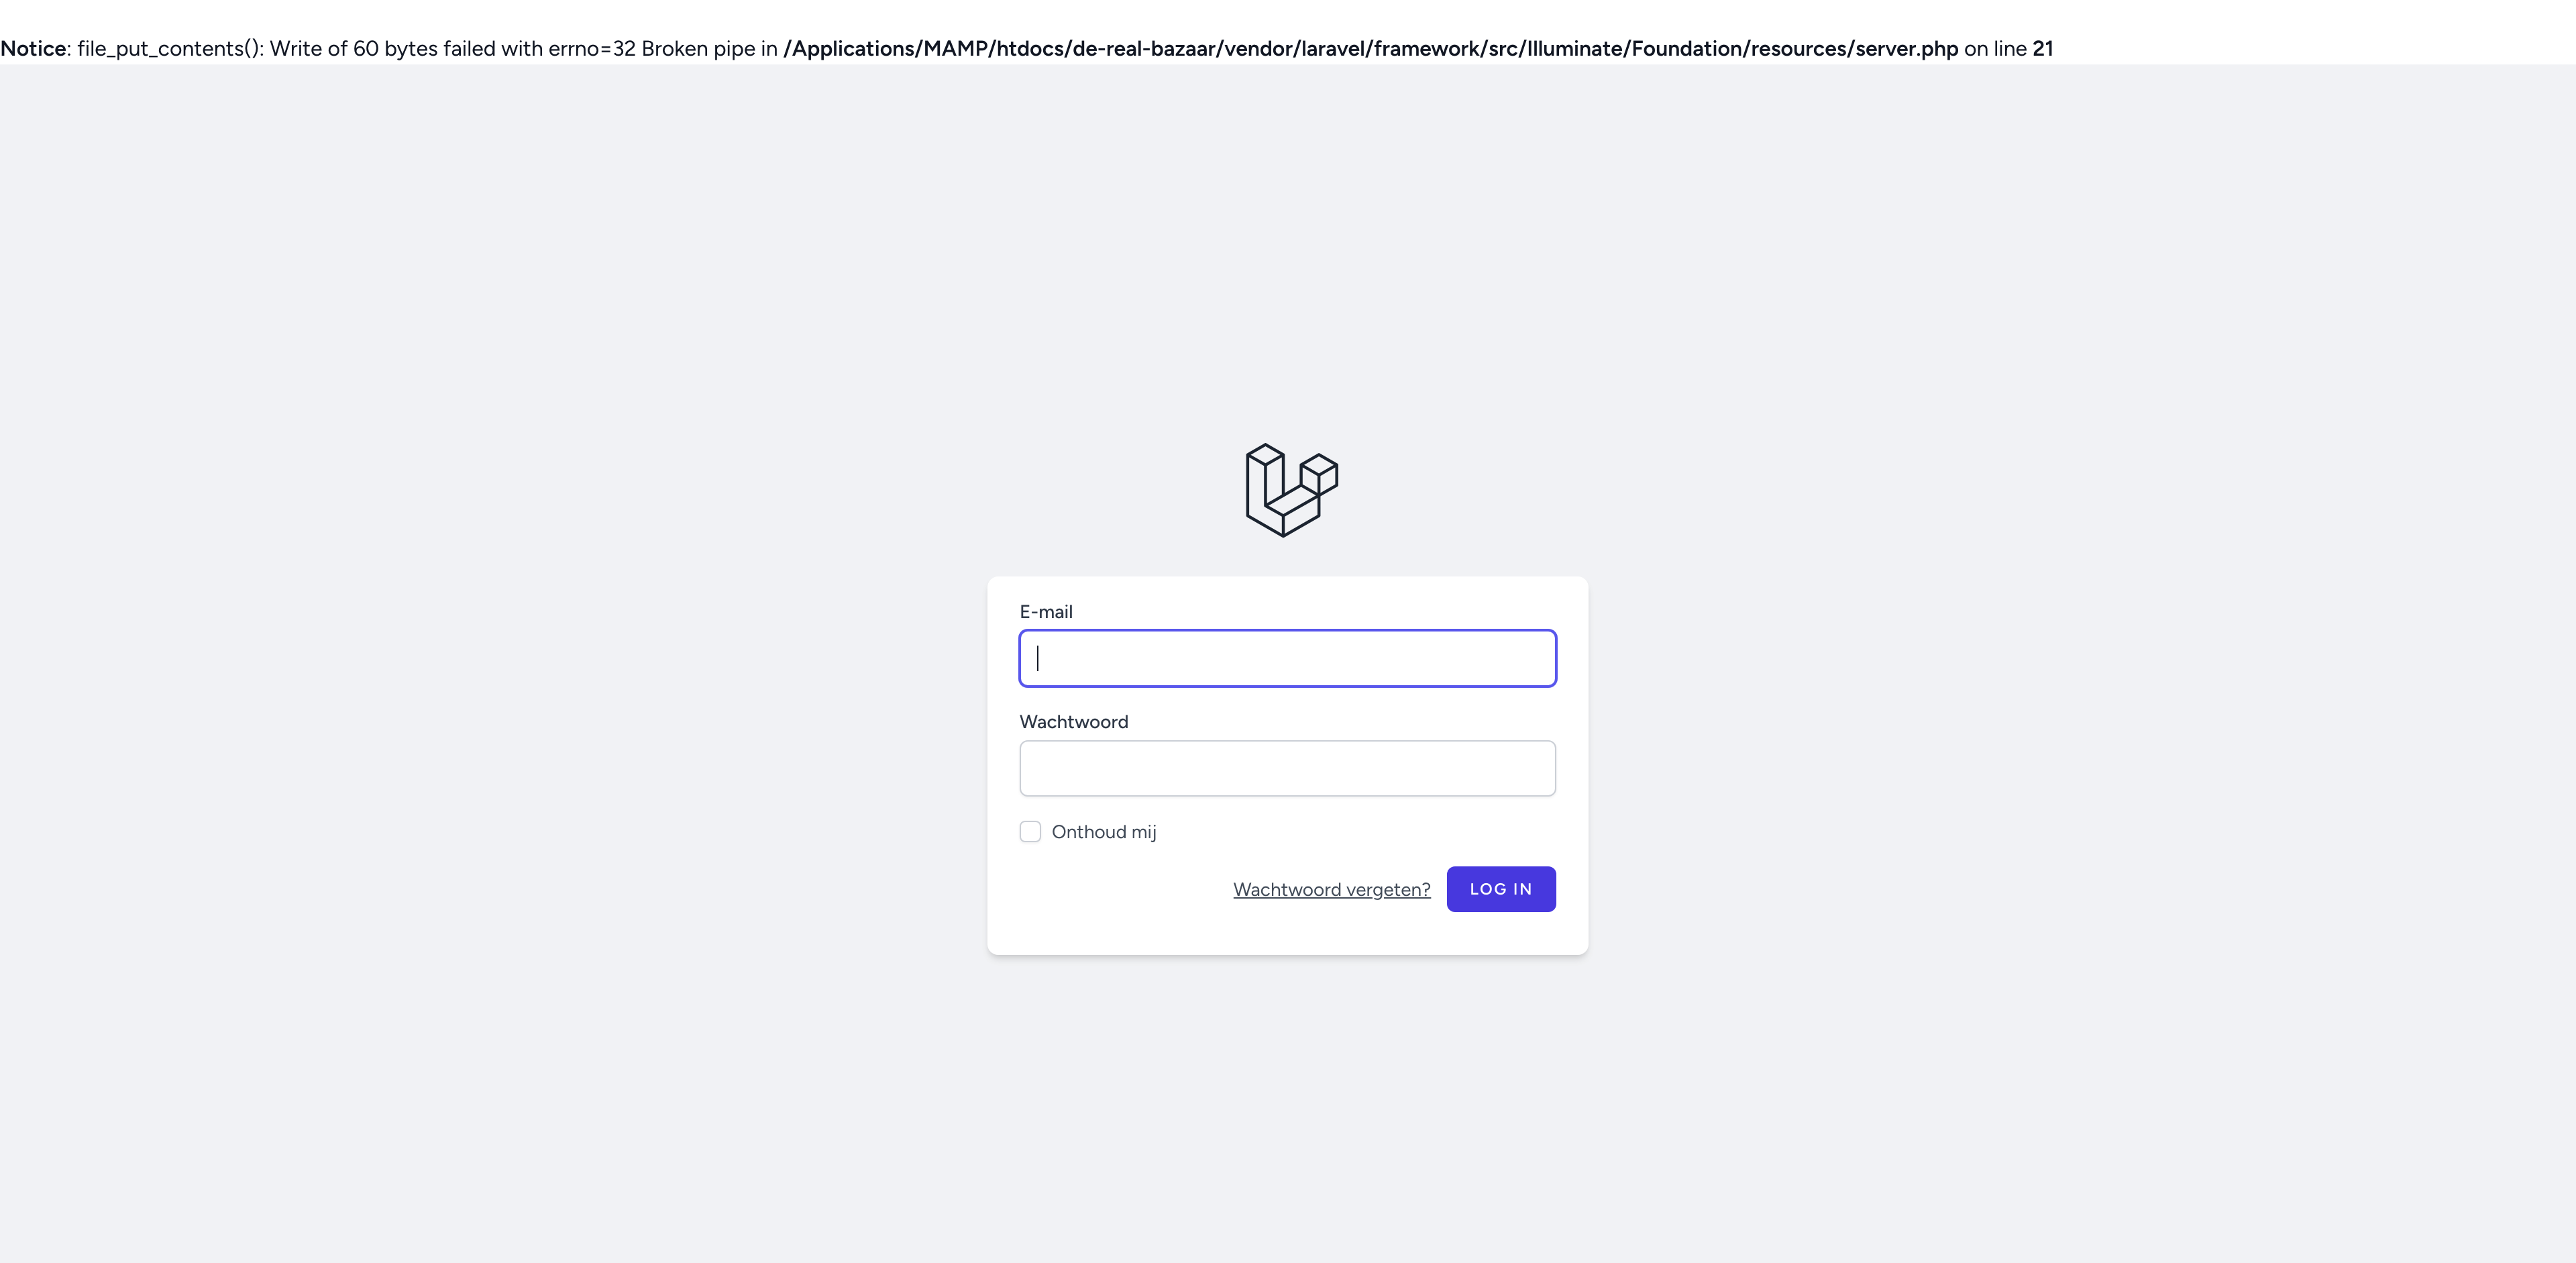 Notice: file_put_contents(): Write of 60 bytes failed with errno=32 Broken pipe in /Applications/MAMP/htdocs/de-real-bazaar/vendor/laravel/framework/src/Illuminate/Foundation/resources/server.php on line 21
E-mail
Wachtwoord
Onthoud mij
Wachtwoord vergeten? LOG IN